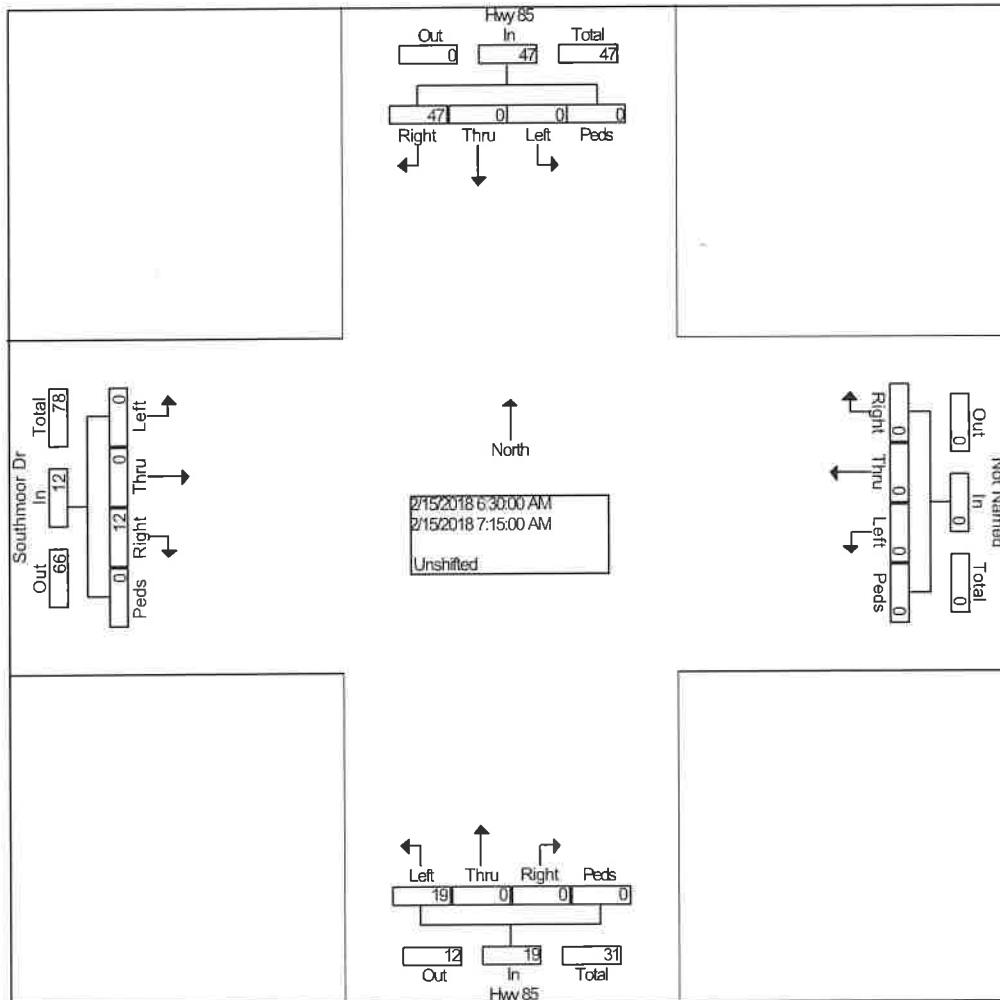 Hwy 85
Out In Total
0 47 47
47 0 0 0
Right Thru Left Peds
Southmoor Dr
Total In Out
78 12 66
0 0 12 0
Left Thru Right Peds
North
2/15/2018 6:30:00 AM
2/15/2018 7:15:00 AM
Unshifted
Right Thru Left Peds
0 0 0 0
Out In Total
0 0 0
Not Named
Left Thru Right Peds
19 0 0 0
12 19 31
Out In Total
Hwy 85